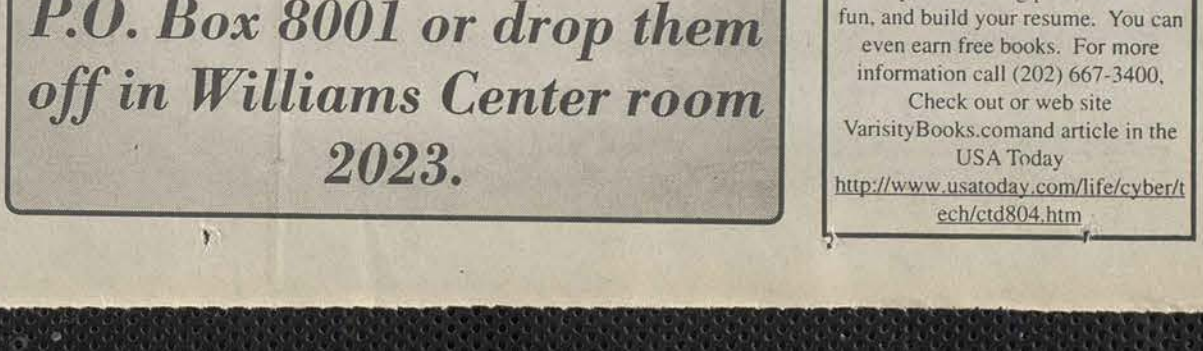 P.O. Box 8001 or drop them
off in Williams Center room
2023.
fun, and build your resume. You can
even earn free books. For more
information call (202) 667-3400,
Check out or web site
VarisityBooks.comand article in the
USA Today
http://www.usatoday.com/life/cyber/t
ech/ctd804.htm